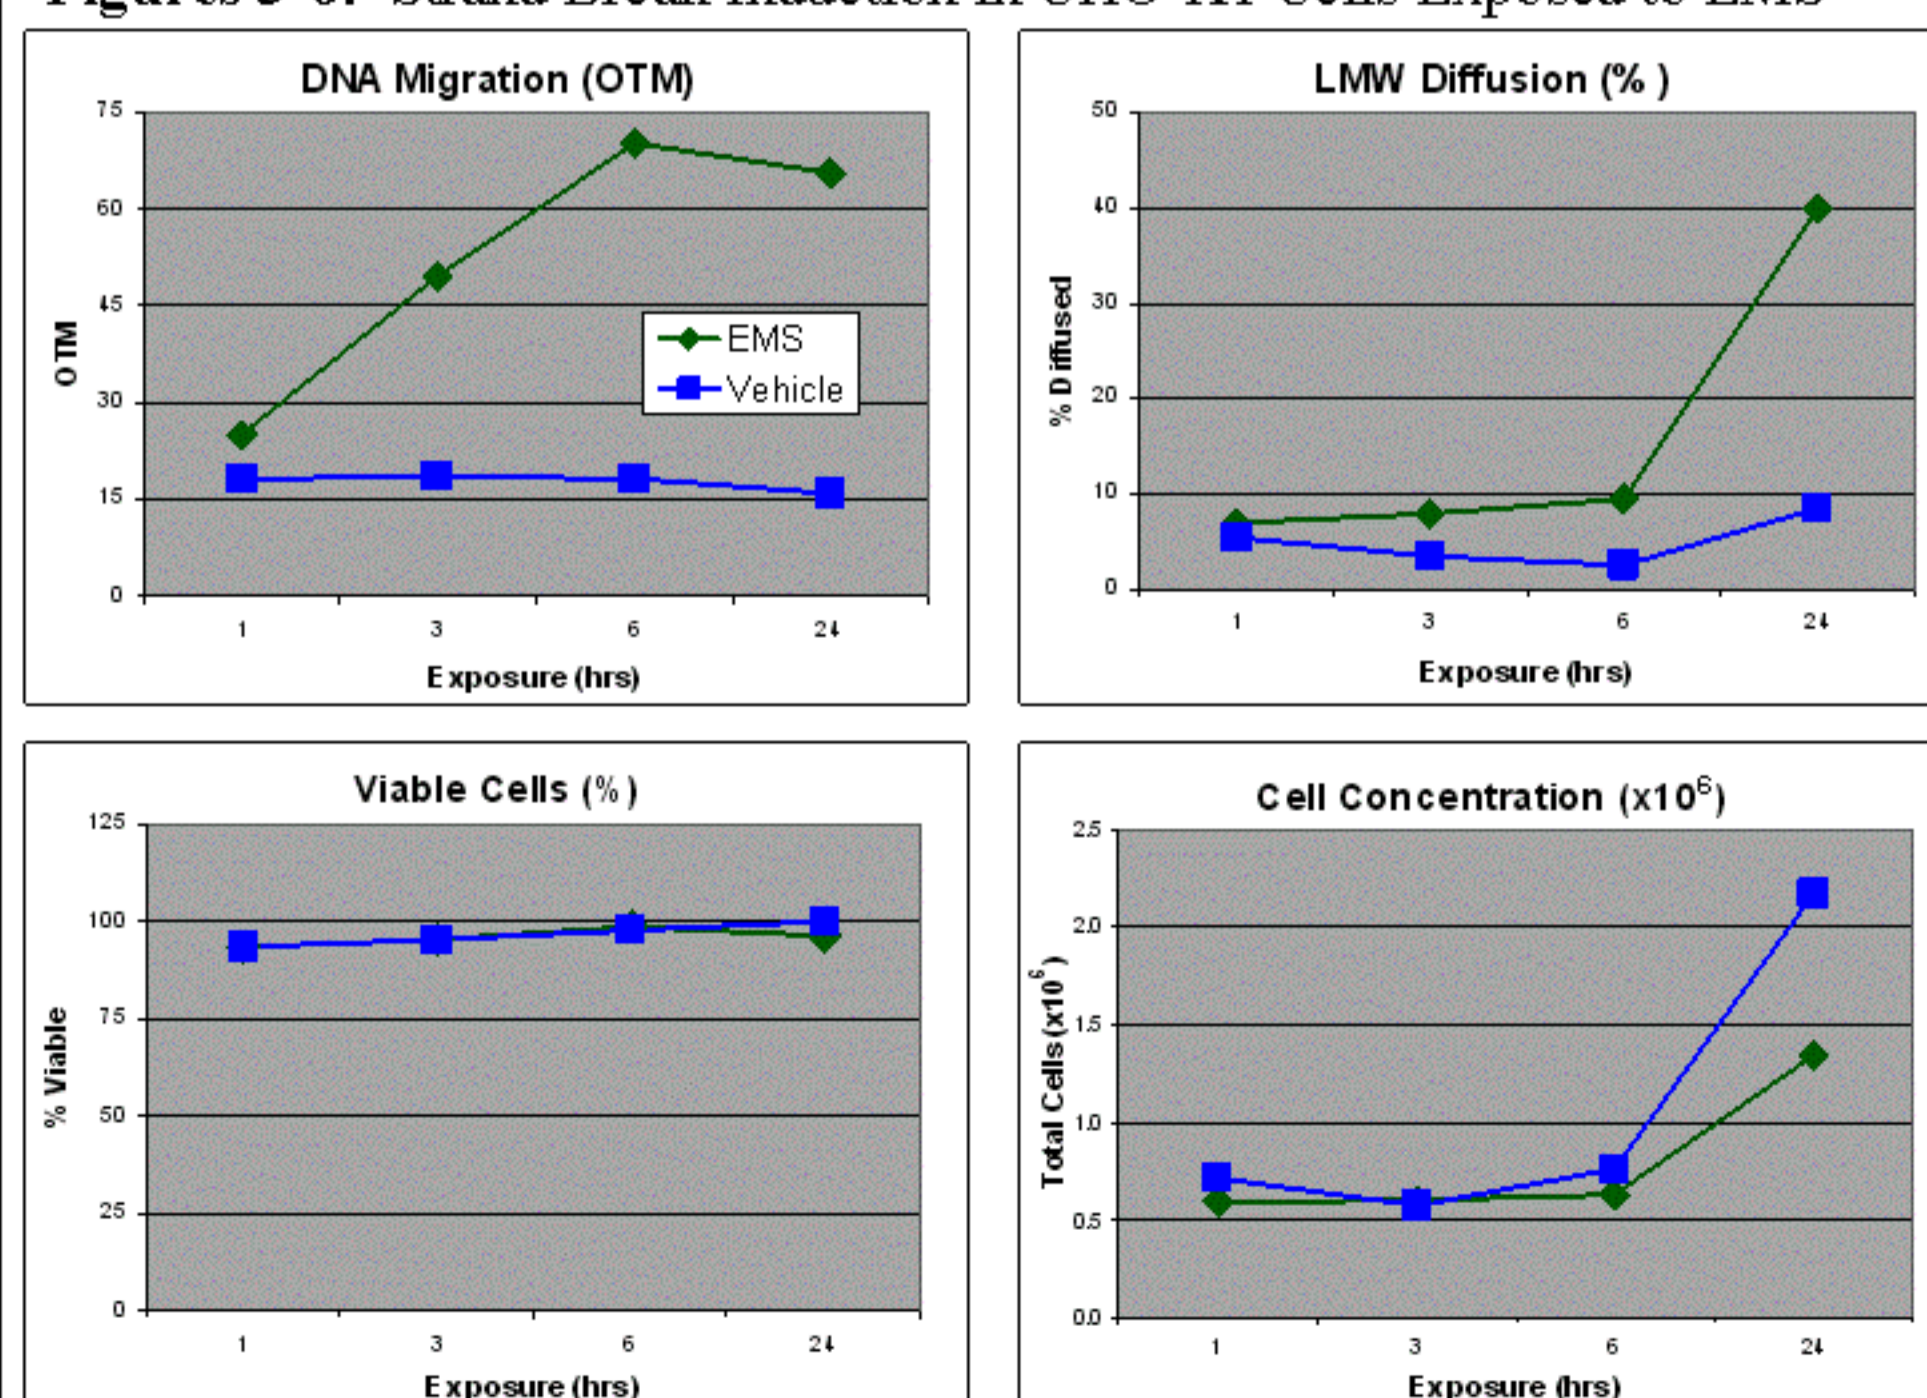 Exposed to EMS
DNA Migration (OTM)
75
60
45
30
15
0
OTM
EMS
Vehicle
1 3 6 24
Exposure (hrs)
LMW Diffusion (% )
50
40
30
20
10
0
% Diffused
1 3 6 24
Exposure (hrs)
Viable Cells (%)
125
100
75
50
25
0
% Viable
1 3 6 24
Exposure (hrs)
Cell Concentration (x10⁶)
2.5
2.0
1.5
1.0
0.5
0.0
Total Cells (x10⁶)
1 3 6 24
Exposure (hrs)